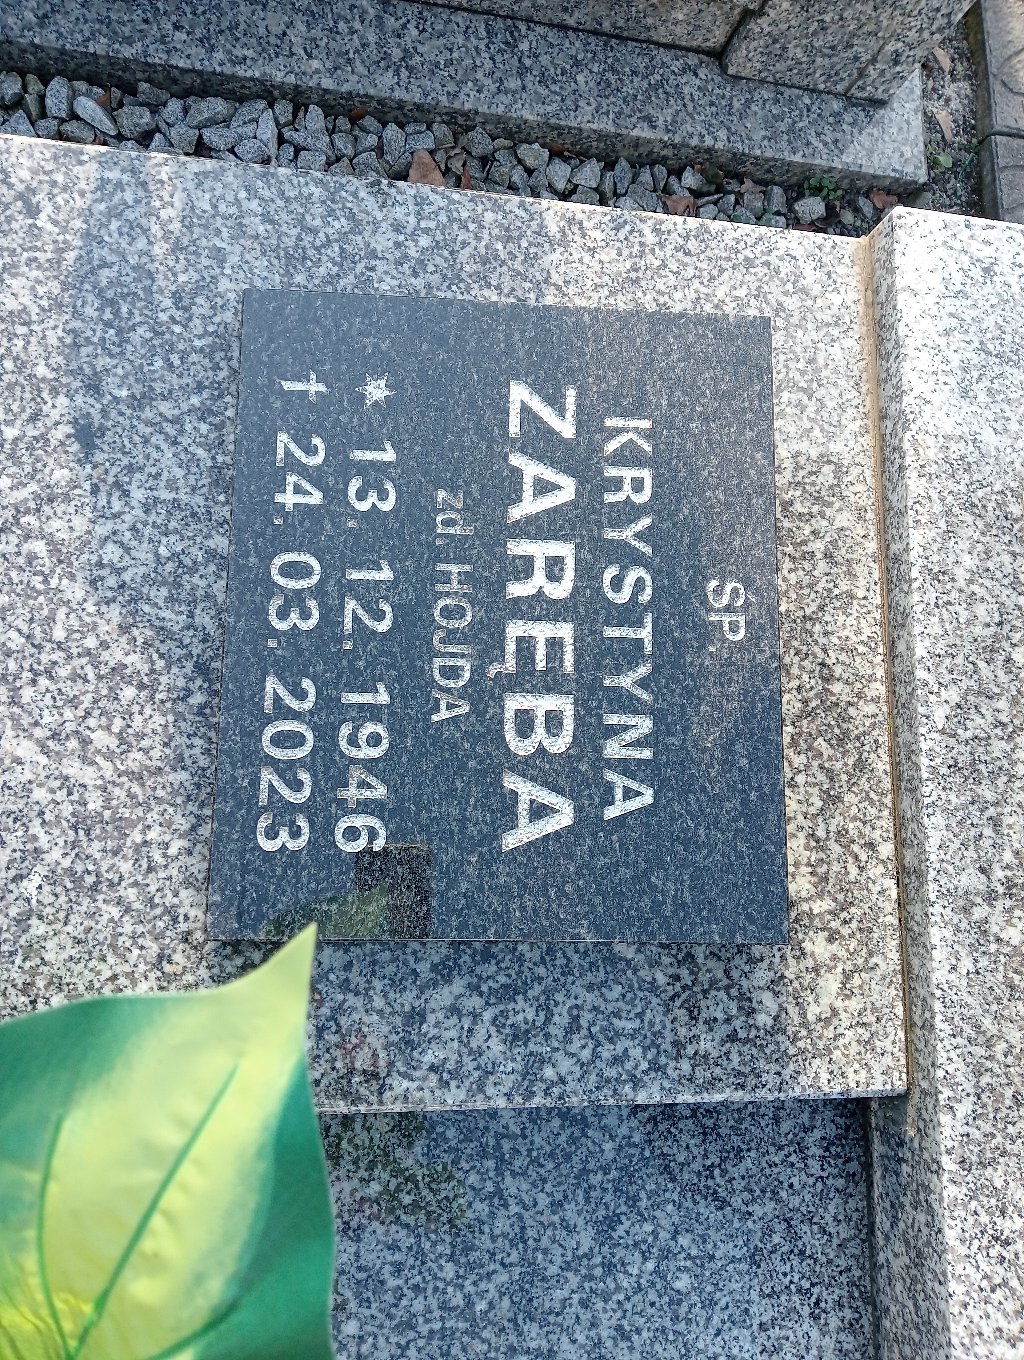 ŚP.
KRYSTYNA
ZARĘBA
zd. HOJDA
★ 13. 12. 1946
✝ 24. 03. 2023